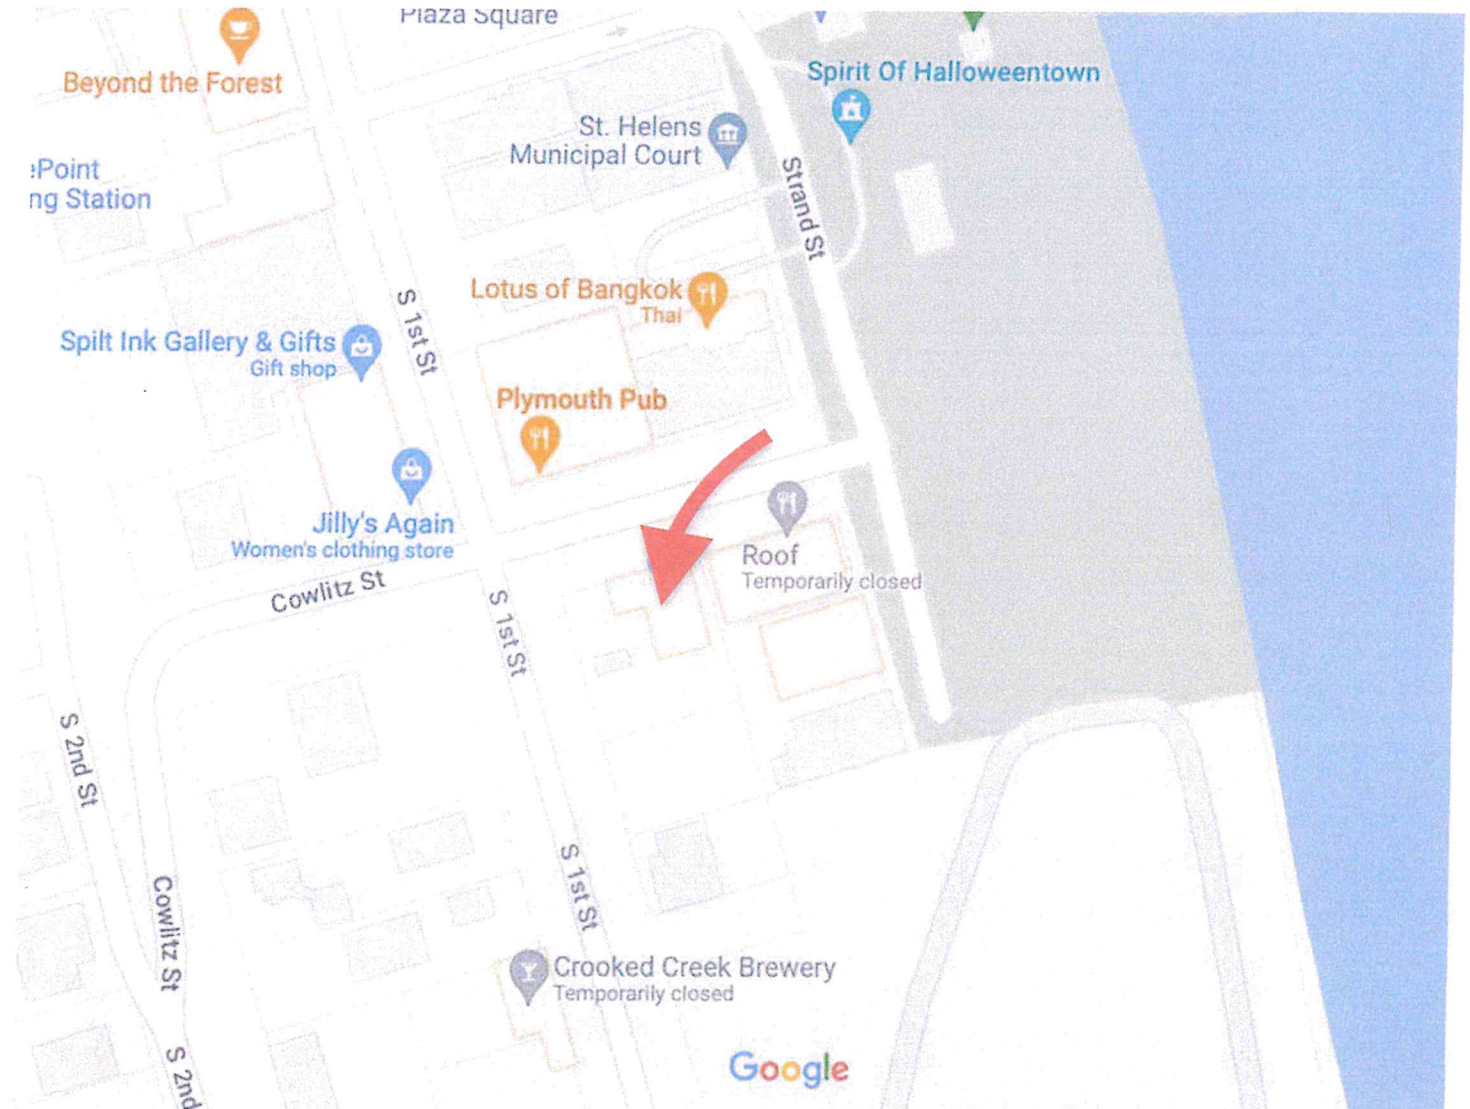 Plaza Square
Beyond the Forest
Spirit Of Halloweentown
St. Helens
Municipal Court
ePoint
ng Station
Strand St
Lotus of Bangkok
Thai
S 1st St
Spilt Ink Gallery & Gifts
Gift shop
Plymouth Pub
Jilly's Again
Women's clothing store
Roof
Temporarily closed
Cowlitz St
S 1st St
S 2nd St
S 1st St
Cowlitz St
Crooked Creek Brewery
Temporarily closed
S 2nd
Google